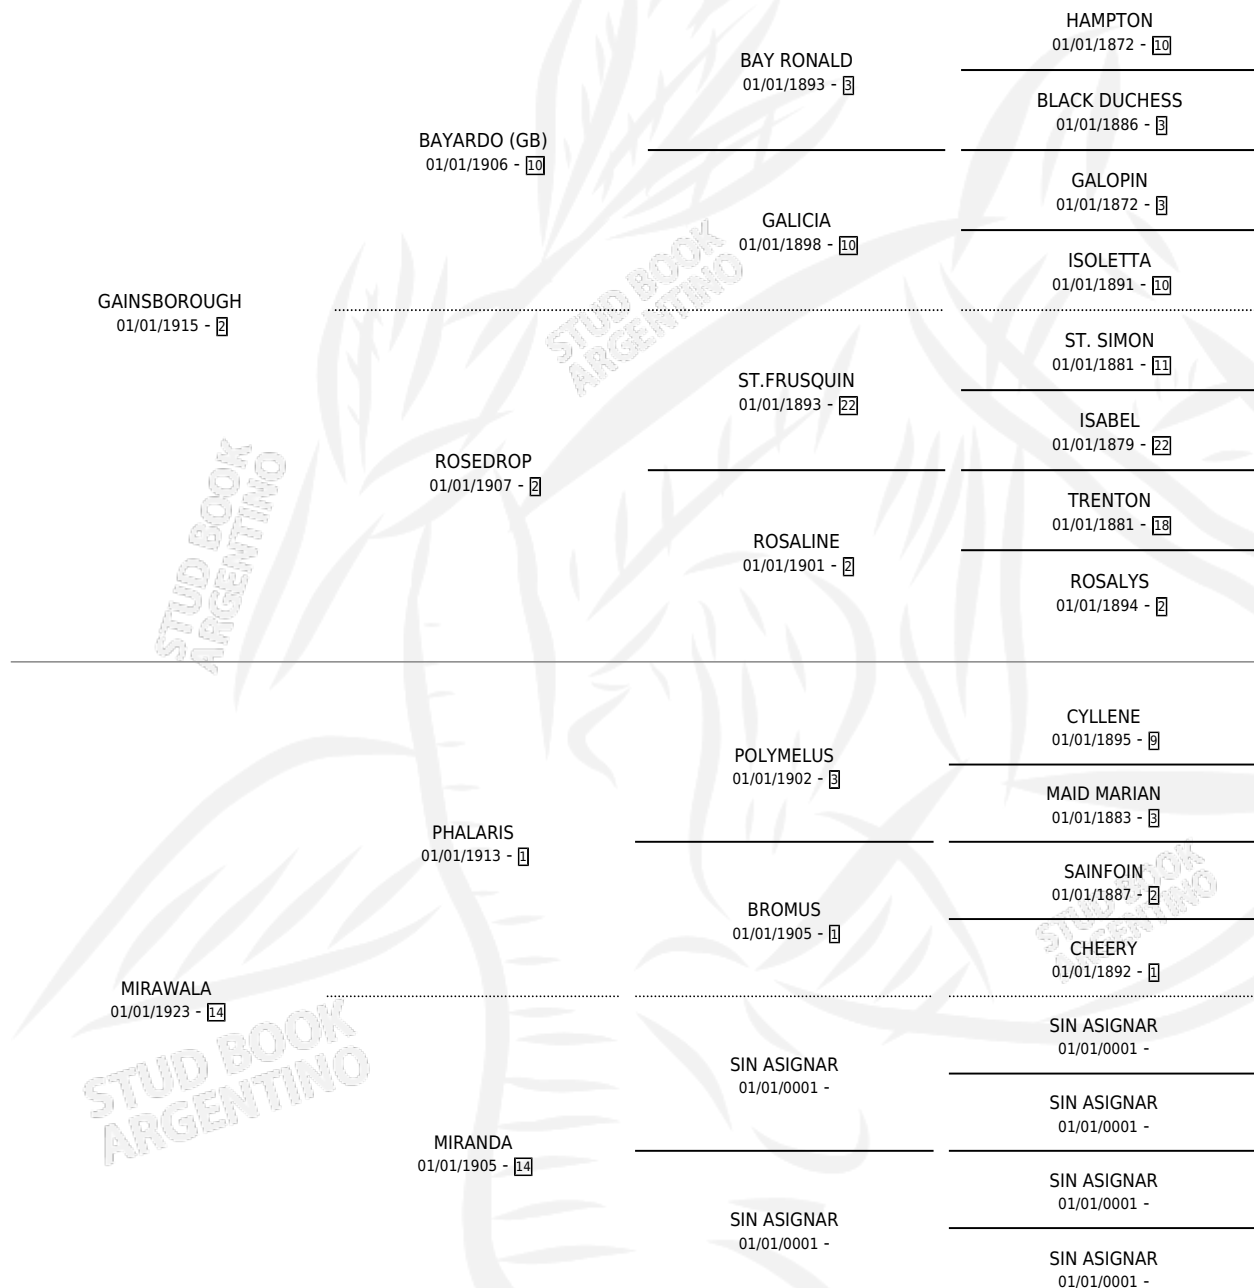 HAMPTON
01/01/1872 - 10
BAY RONALD
01/01/1893 - 3
BLACK DUCHESS
01/01/1886 - 3
BAYARDO (GB)
01/01/1906 - 10
GALOPIN
01/01/1872 - 3
GALICIA
01/01/1898 - 10
ISOLETTA
01/01/1891 - 10
GAINSBOROUGH
01/01/1915 - 2
ST. SIMON
01/01/1881 - 11
ST.FRUSQUIN
01/01/1893 - 22
ISABEL
01/01/1879 - 22
ROSEDROP
01/01/1907 - 2
TRENTON
01/01/1881 - 18
ROSALINE
01/01/1901 - 2
ROSALYS
01/01/1894 - 2
CYLLENE
01/01/1895 - 9
POLYMELUS
01/01/1902 - 3
MAID MARIAN
01/01/1883 - 3
PHALARIS
01/01/1913 - 1
SAINFOIN
01/01/1887 - 2
BROMUS
01/01/1905 - 1
CHEERY
01/01/1892 - 1
MIRAWALA
01/01/1923 - 14
SIN ASIGNAR
01/01/0001 -
SIN ASIGNAR
01/01/0001 -
SIN ASIGNAR
01/01/0001 -
MIRANDA
01/01/1905 - 14
SIN ASIGNAR
01/01/0001 -
SIN ASIGNAR
01/01/0001 -
SIN ASIGNAR
01/01/0001 -
STUD BOOK
ARGENTINO
STUD BOOK
ARGENTINO
STUD BOOK
ARGENTINO
STUD BOOK
ARGENTINO